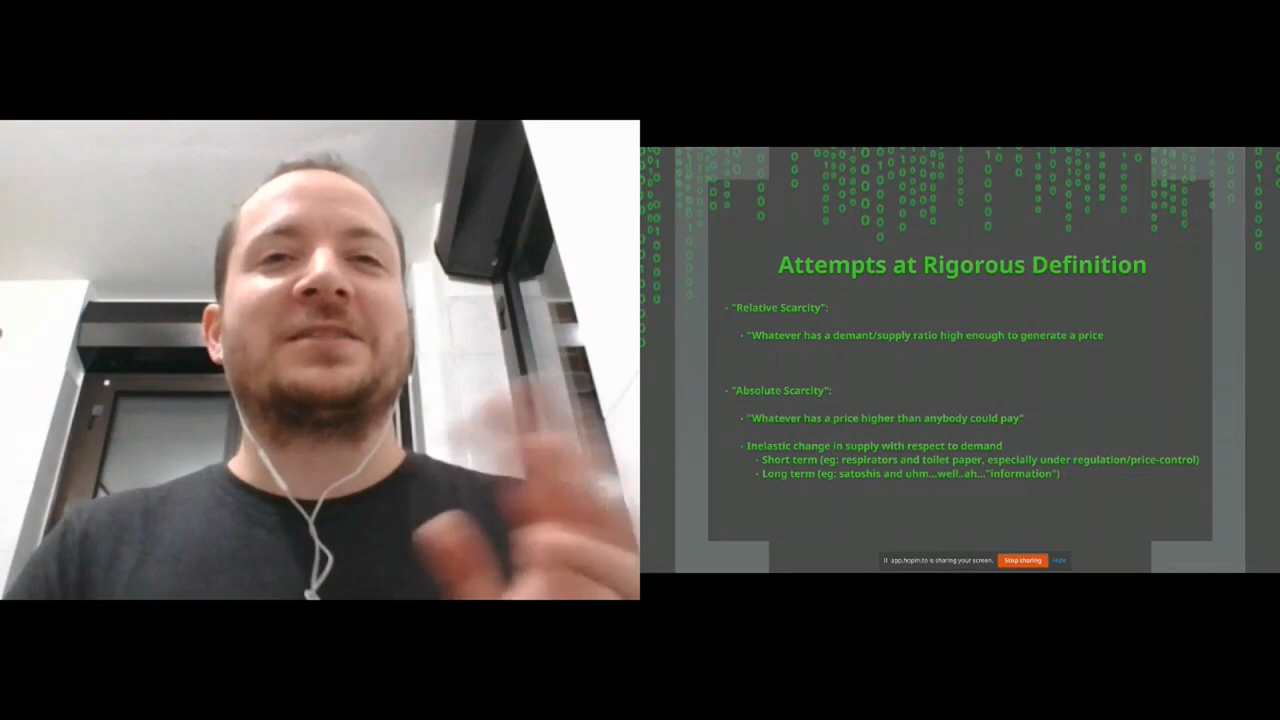 Attempts at Rigorous Definition
- "Relative Scarcity":
- "Whatever has a demant/supply ratio high enough to generate a price
- "Absolute Scarcity":
- "Whatever has a price higher than anybody could pay"
- Inelastic change in supply with respect to demand
- Short term (eg: respirators and toilet paper, especially under regulation/price-control)
- Long term (eg: satoshis and uhm...well..ah..."information")
app.hopin.to is sharing your screen. Stop sharing Hide